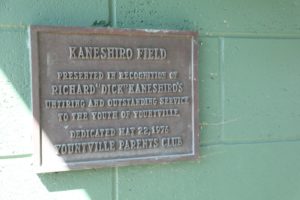 KANESHIRO FIELD
PRESENTED IN RECOGNITION OF
RICHARD "DICK" KANESHIRO'S
UNTIRING AND OUTSTANDING SERVICE
TO THE YOUTH OF YOUNTVILLE
DEDICATED MAY 22, 1976
YOUNTVILLE PARENTS CLUB